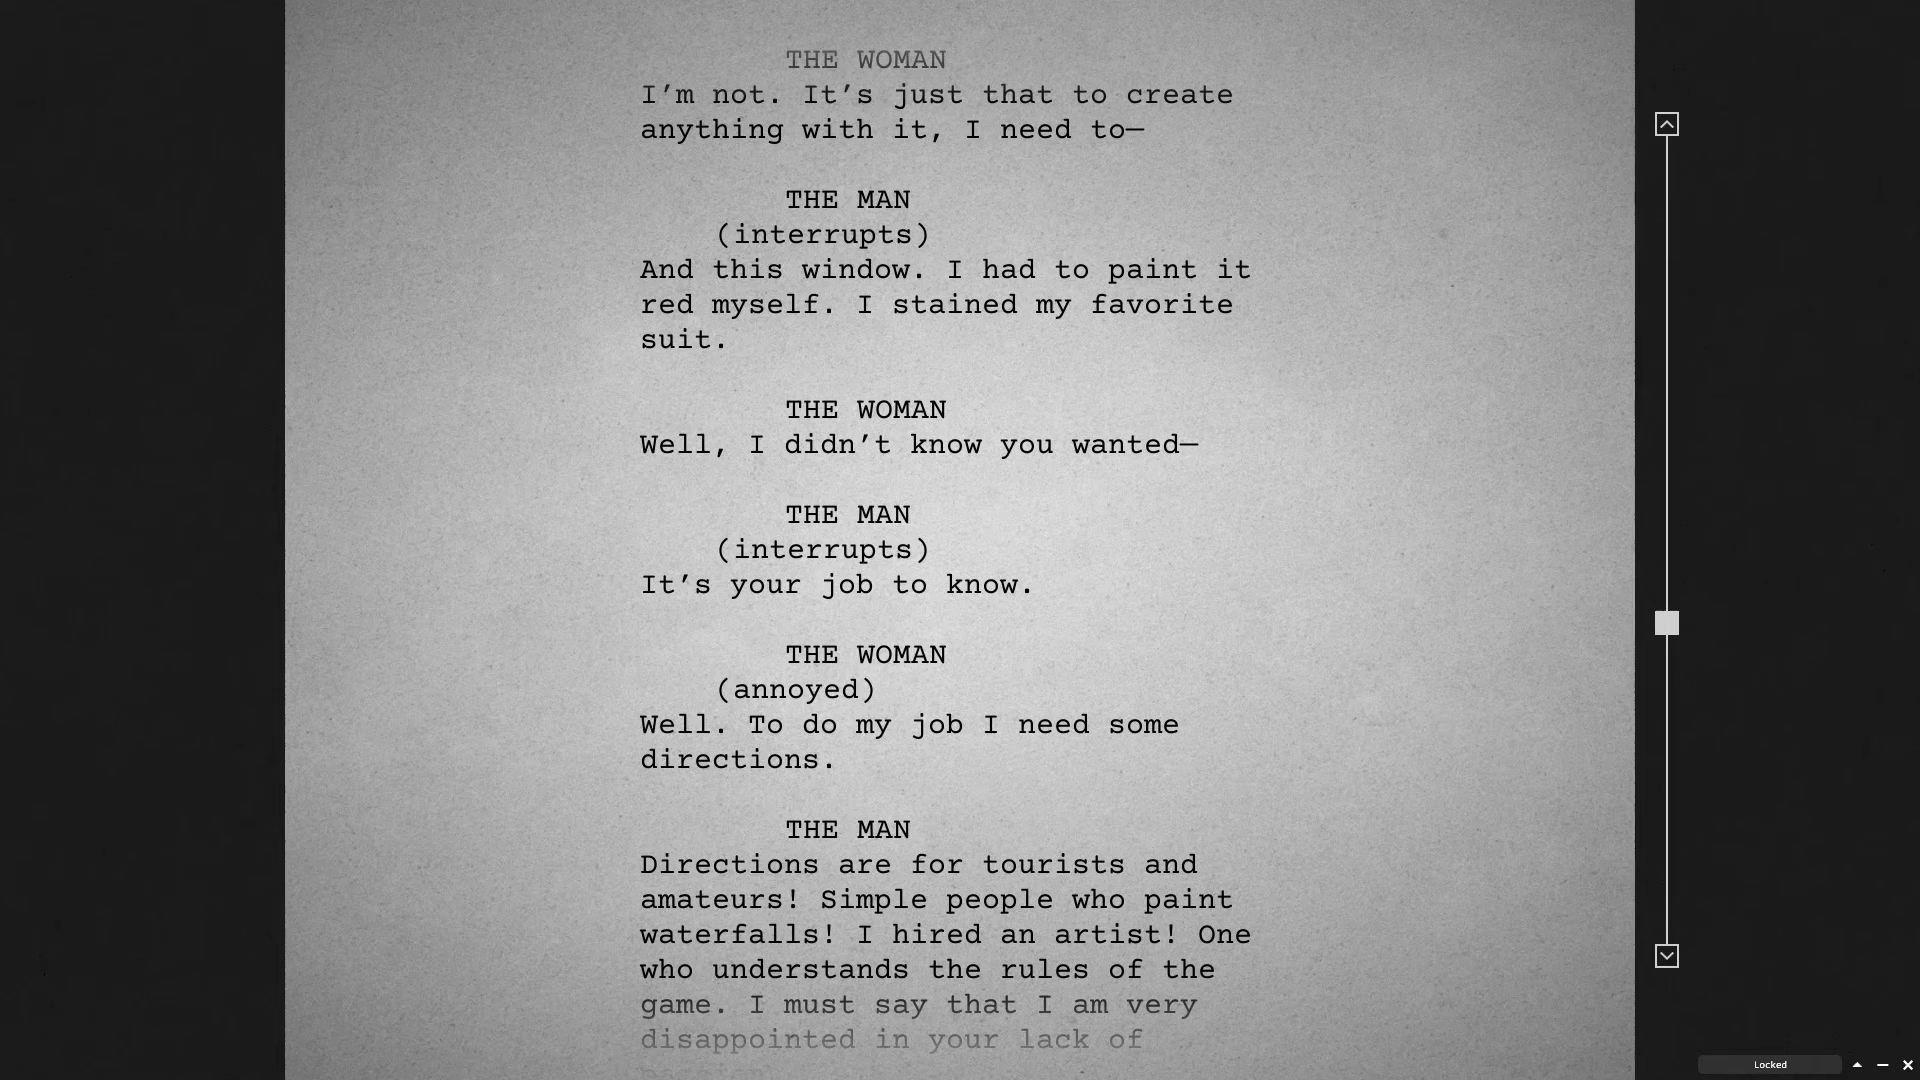 THE WOMAN
I’m not. It’s just that to create
anything with it, I need to—
THE MAN
(interrupts)
And this window. I had to paint it
red myself. I stained my favorite
suit.
THE WOMAN
Well, I didn’t know you wanted—
THE MAN
(interrupts)
It’s your job to know.
THE WOMAN
(annoyed)
Well. To do my job I need some
directions.
THE MAN
Directions are for tourists and
amateurs! Simple people who paint
waterfalls! I hired an artist! One
who understands the rules of the
game. I must say that I am very
disappointed in your lack of
Locked